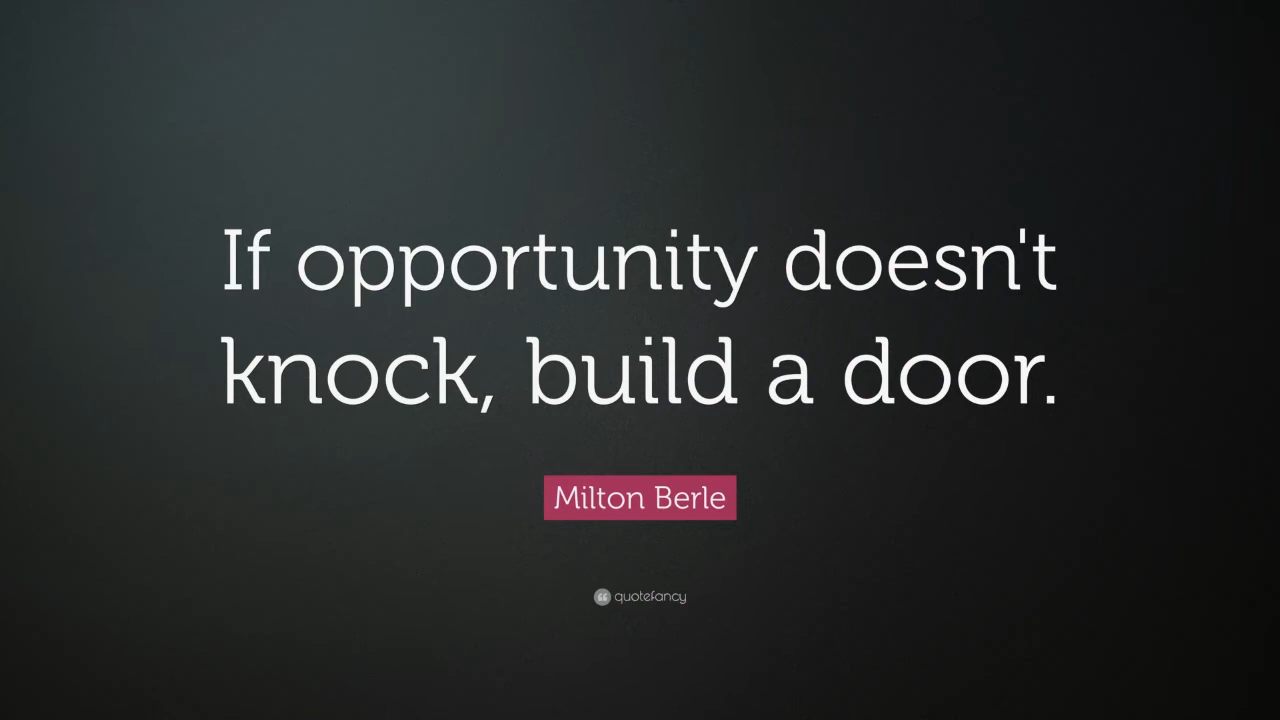 If opportunity doesn't
knock, build a door.
Milton Berle
quotefancy